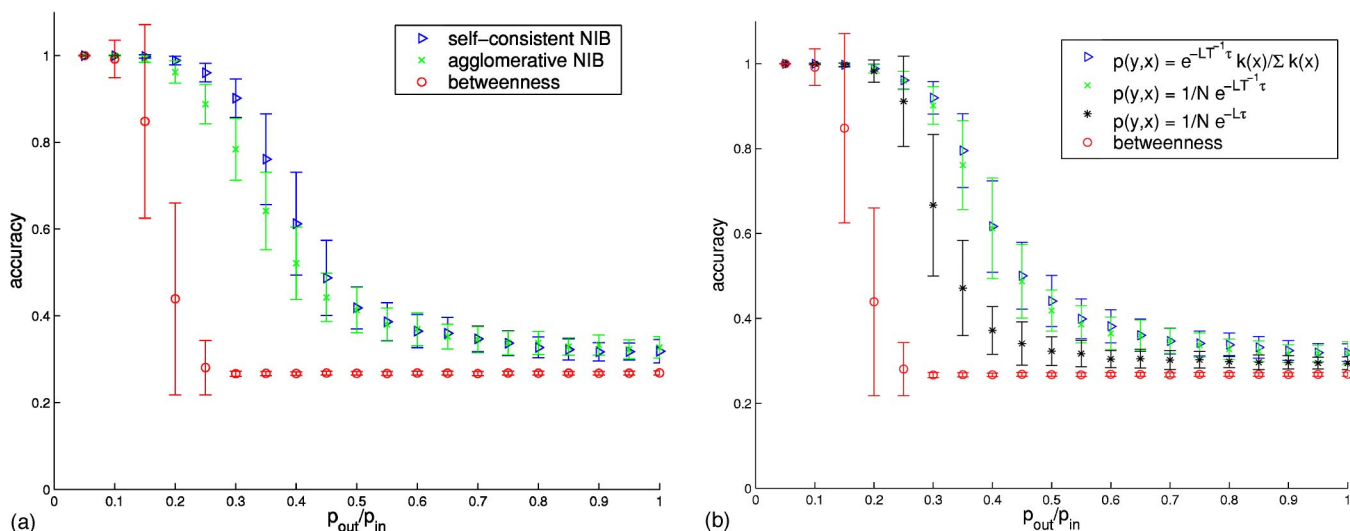 1
0.8
0.6
0.4
0.2
0
accuracy
self-consistent NIB
agglomerative NIB
betweenness
0 0.1 0.2 0.3 0.4 0.5 0.6 0.7 0.8 0.9 1
p_out/p_in
(a)
1
0.8
0.6
0.4
0.2
0
accuracy
p(y,x) = e^{-LT^{-1}τ} k(x)/Σ k(x)
p(y,x) = 1/N e^{-LT^{-1}τ}
p(y,x) = 1/N e^{-Lτ}
betweenness
0 0.1 0.2 0.3 0.4 0.5 0.6 0.7 0.8 0.9 1
p_out/p_in
(b)